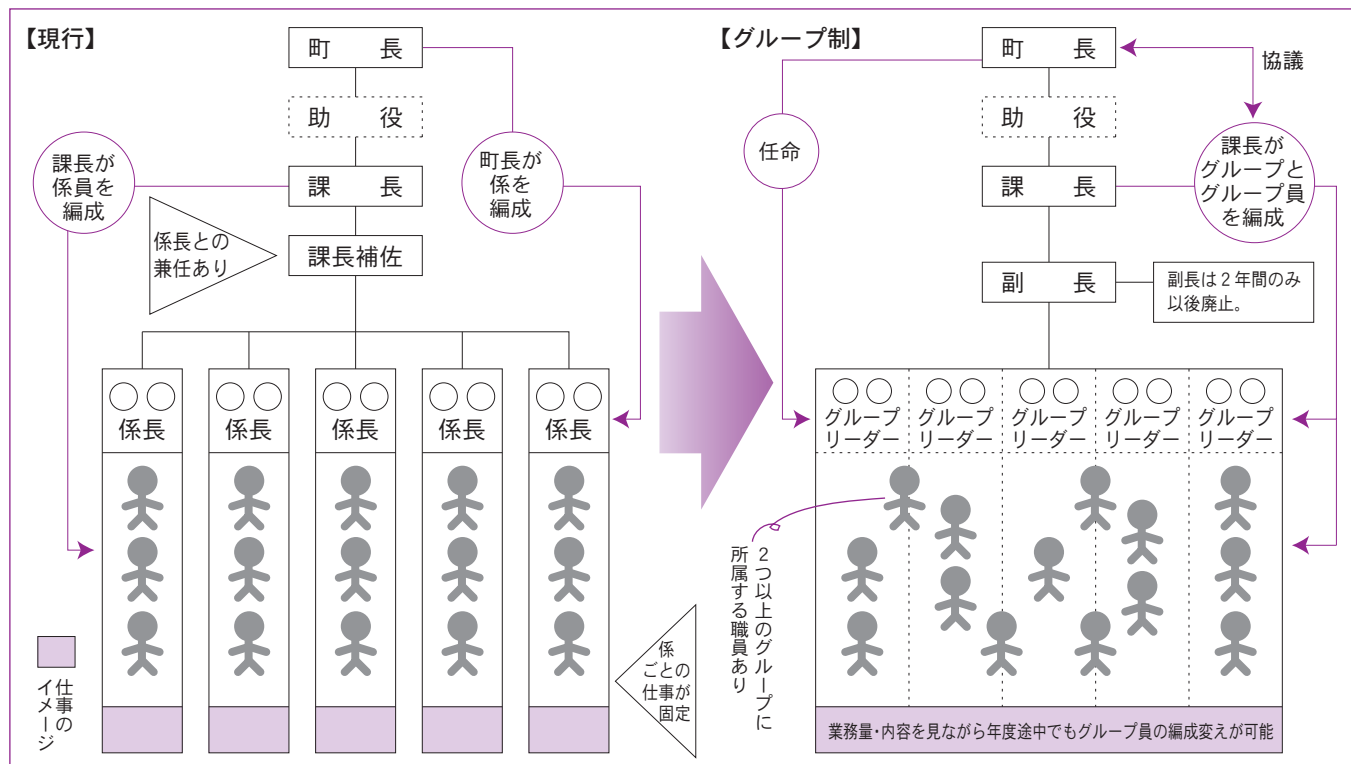 【現行】
町　長
助　役
課　長
課長補佐
課長が
係員を
編成
町長が
係を
編成
係長との
兼任あり
○○
係長
○○
係長
○○
係長
○○
係長
○○
係長
係
ごとの
仕事が
固定
仕事の
イメージ
【グループ制】
町　長
助　役
課　長
副　長
協議
任命
課長が
グループと
グループ員
を編成
副長は２年間のみ
以後廃止。
○○
グループ
リーダー
○○
グループ
リーダー
○○
グループ
リーダー
○○
グループ
リーダー
○○
グループ
リーダー
２つ以上のグループに
所属する職員あり
業務量・内容を見ながら年度途中でもグループ員の編成変えが可能